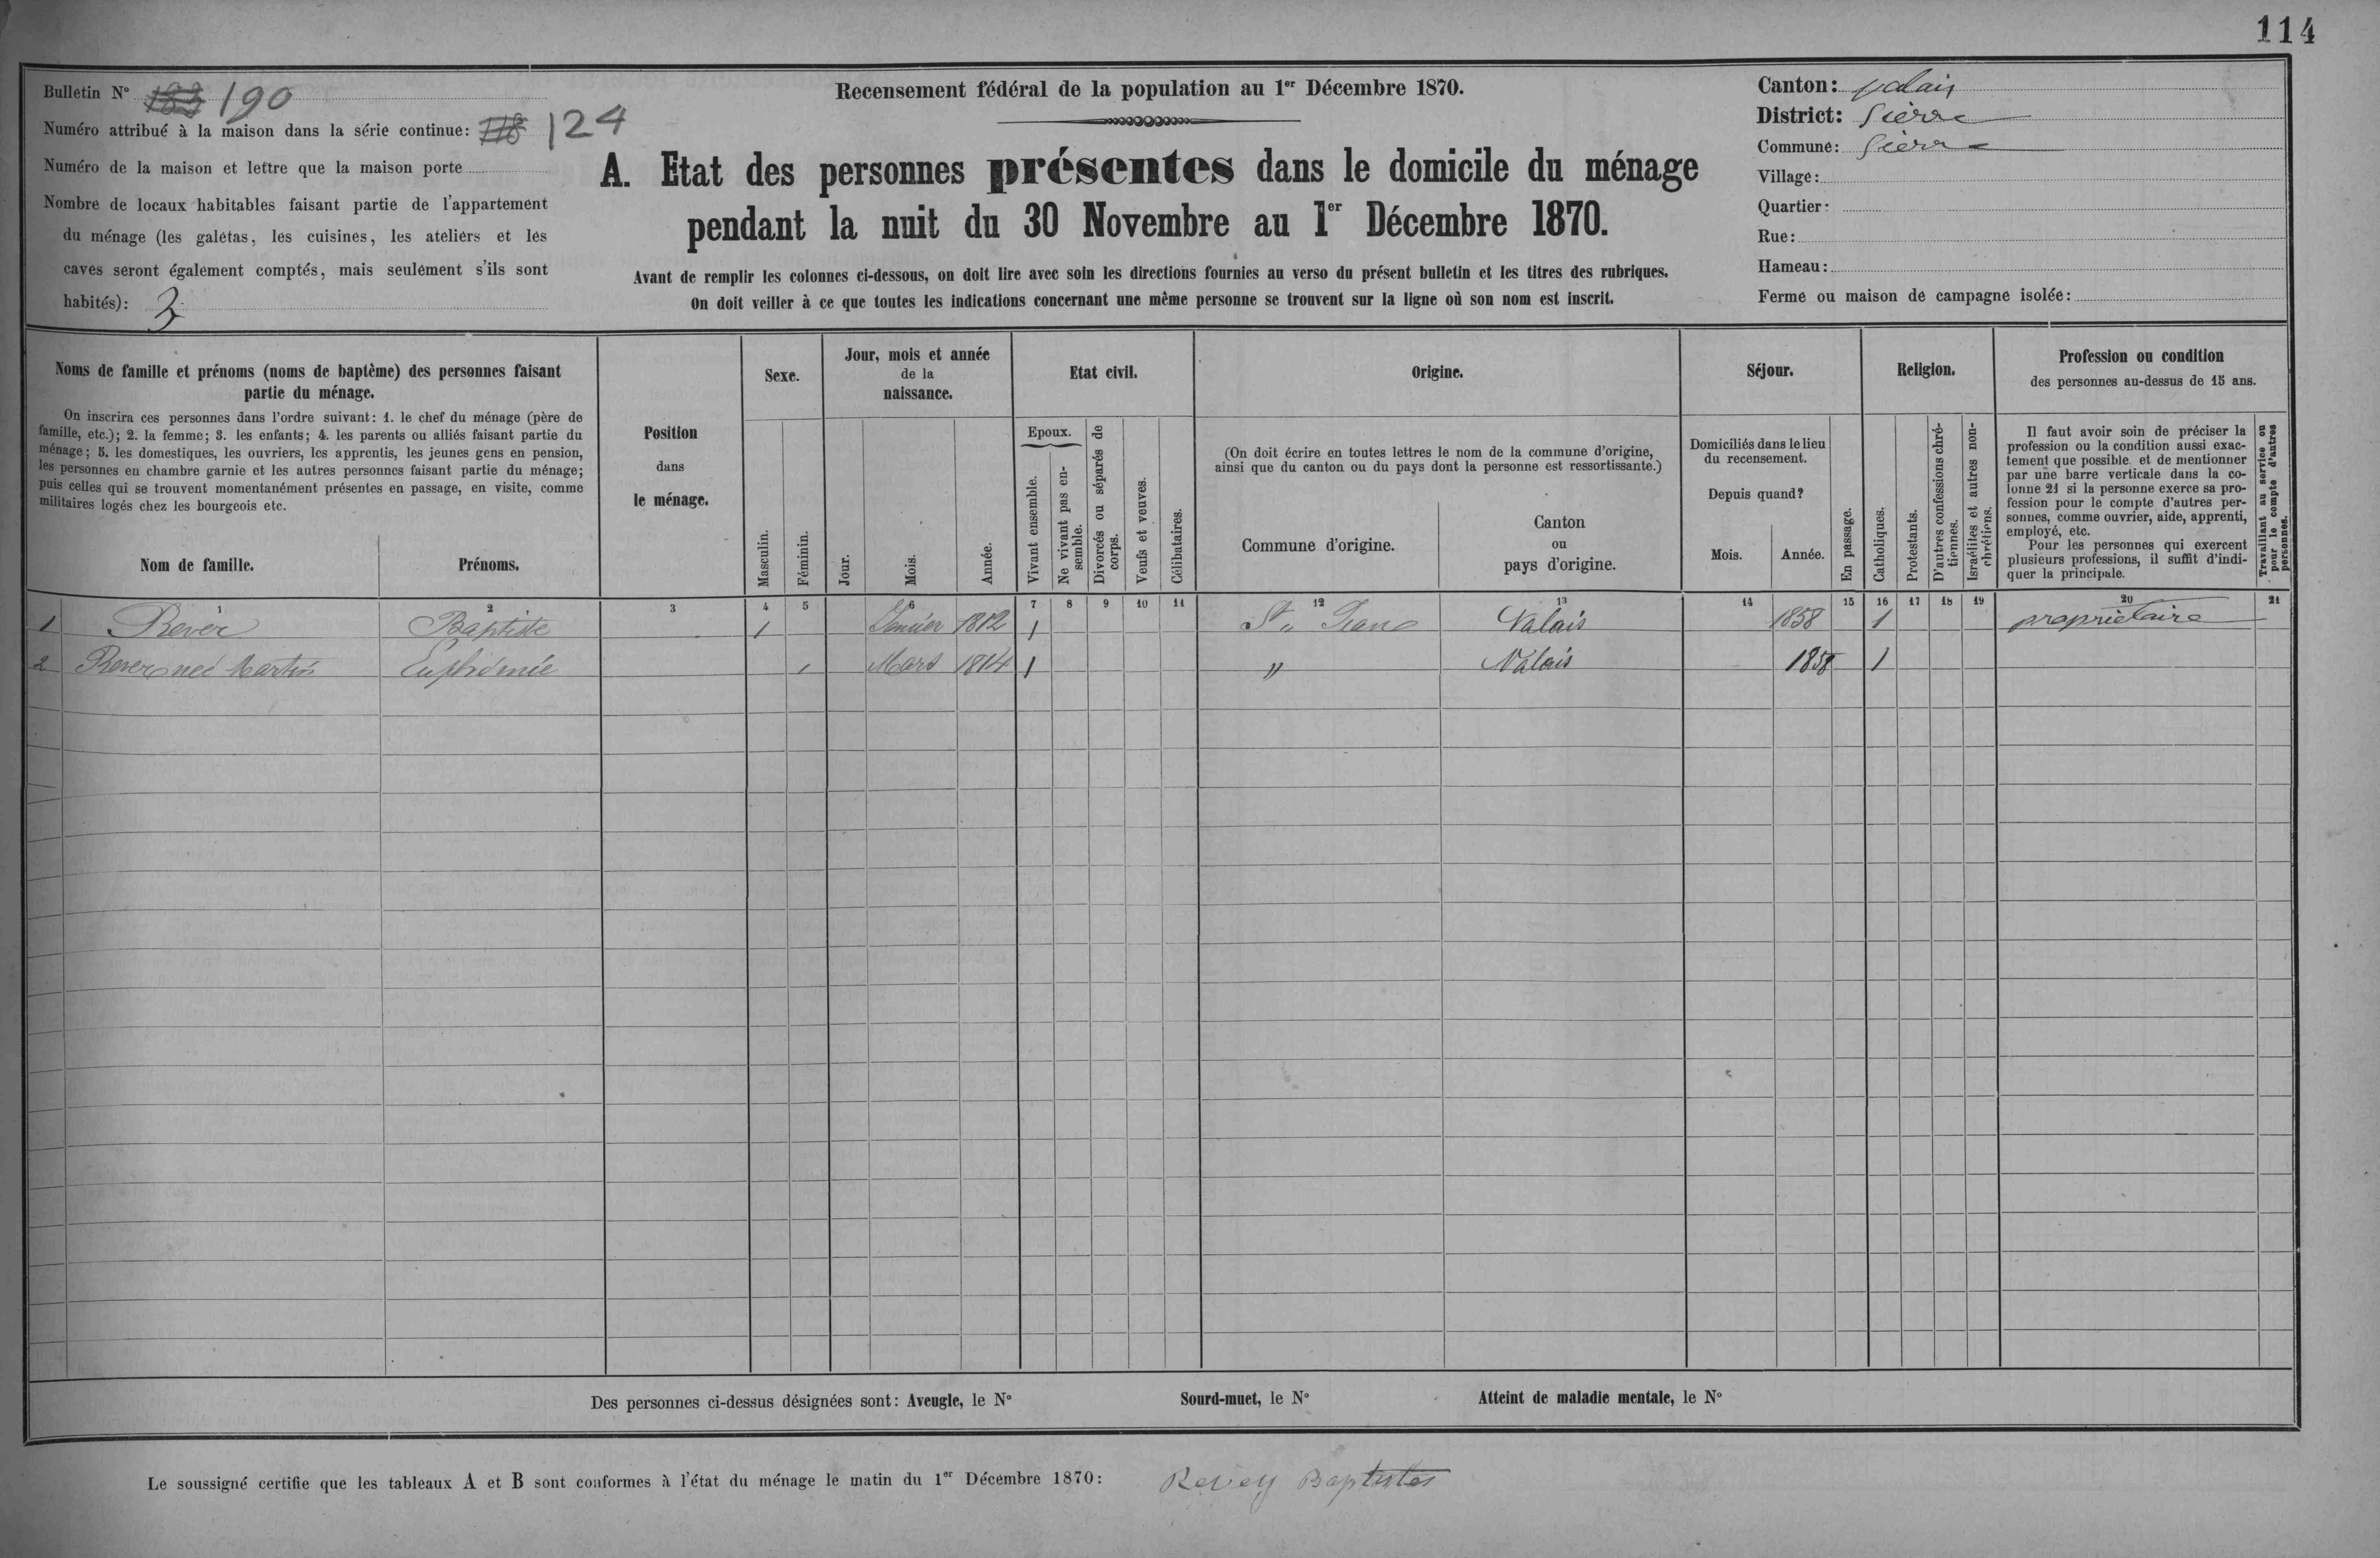 114
Bulletin N° 183 190
Numéro attribué à la maison dans la série continue: 118 124
Numéro de la maison et lettre que la maison porte
Nombre de locaux habitables faisant partie de l'appartement
du ménage (les galetas, les cuisines, les ateliers et les
caves seront également comptés, mais seulement s'ils sont
habités): 3
Recensement fédéral de la population au 1er Décembre 1870.
A. Etat des personnes présentes dans le domicile du ménage
pendant la nuit du 30 Novembre au 1er Décembre 1870.
Avant de remplir les colonnes ci-dessous, on doit lire avec soin les directions fournies au verso du présent bulletin et les titres des rubriques.
On doit veiller à ce que toutes les indications concernant une même personne se trouvent sur la ligne où son nom est inscrit.
Canton: Valais
District: Sierre
Commune: Sierre
Village:
Quartier:
Rue:
Hameau:
Ferme ou maison de campagne isolée:
Noms de famille et prénoms (noms de baptême) des personnes faisant
partie du ménage.
On inscrira ces personnes dans l'ordre suivant: 1. le chef du ménage (père de
famille, etc.); 2. la femme; 3. les enfants; 4. les parents ou alliés faisant partie du
ménage; 5. les domestiques, les ouvriers, les apprentis, les jeunes gens en pension,
les personnes en chambre garnie et les autres personnes faisant partie du ménage;
puis celles qui se trouvent momentanément présentes en passage, en visite, comme
militaires logés chez les bourgeois etc.
Nom de famille.
Prénoms.
Position
dans
le ménage.
Sexe.
Masculin.
Féminin.
Jour, mois et année
de la
naissance.
Jour.
Mois.
Année.
Etat civil.
Epoux.
Vivant ensemble.
Ne vivant pas en-
semble.
Divorcés ou séparés de
corps.
Veufs et veuves.
Célibataires.
Origine.
(On doit écrire en toutes lettres le nom de la commune d'origine,
ainsi que du canton ou du pays dont la personne est ressortissante.)
Commune d'origine.
Canton
ou
pays d'origine.
Séjour.
Domiciliés dans le lieu
du recensement.
Depuis quand?
Mois.
Année.
En passage.
Religion.
Catholiques.
Protestants.
D'autres confessions chré-
tiennes.
Israélites et autres non-
chrétiens.
Profession ou condition
des personnes au-dessus de 15 ans.
Il faut avoir soin de préciser la
profession ou la condition aussi exac-
tement que possible et de mentionner
par une barre verticale dans la co-
lonne 21 si la personne exerce sa pro-
fession pour le compte d'autres per-
sonnes, comme ouvrier, aide, apprenti,
employé, etc.
Pour les personnes qui exercent
plusieurs professions, il suffit d'indi-
quer la principale.
Travaillant au service ou
pour le compte d'autres
personnes.
1 2 3 4 5 6 7 8 9 10 11 12 13 14 15 16 17 18 19 20 21
1 Rever Baptiste 1 Janvier 1812 1 St. Jean Valais 1858 1 propriétaire
2 Rever née Martin Euphémie 1 Mars 1814 1 " Valais 1858 1
Des personnes ci-dessus désignées sont: Aveugle, le N° Sourd-muet, le N° Atteint de maladie mentale, le N°
Le soussigné certifie que les tableaux A et B sont conformes à l'état du ménage le matin du 1er Décembre 1870: Revey Baptistes